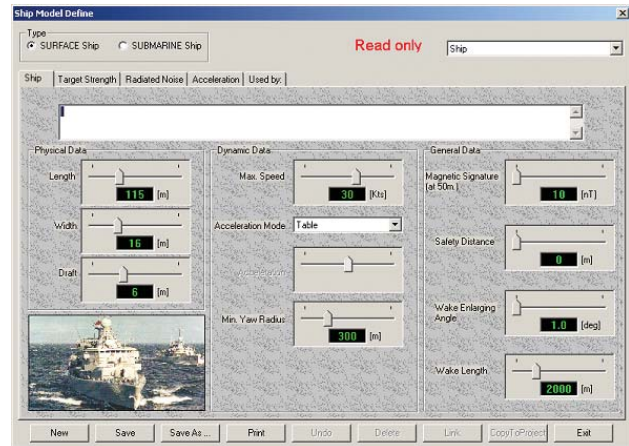 Ship Model Define
Type
SURFACE Ship SUBMARINE Ship
Read only
Ship
Ship Target Strength Radiated Noise Acceleration Used by:
Physical Data
Length
115 [m]
Width
16 [m]
Draft
6 [m]
Dynamic Data
Max. Speed
30 [Kts]
Acceleration Mode Table
Acceleration
Min. Yaw Radius
300 [m]
General Data
Magnetic Signature
(at 50m.)
10 [nT]
Safety Distance
0 [m]
Wake Enlarging
Angle
1.0 [deg]
Wake Length
2000 [m]
New Save Save As ... Print Undo Delete Link CopyToProject Exit